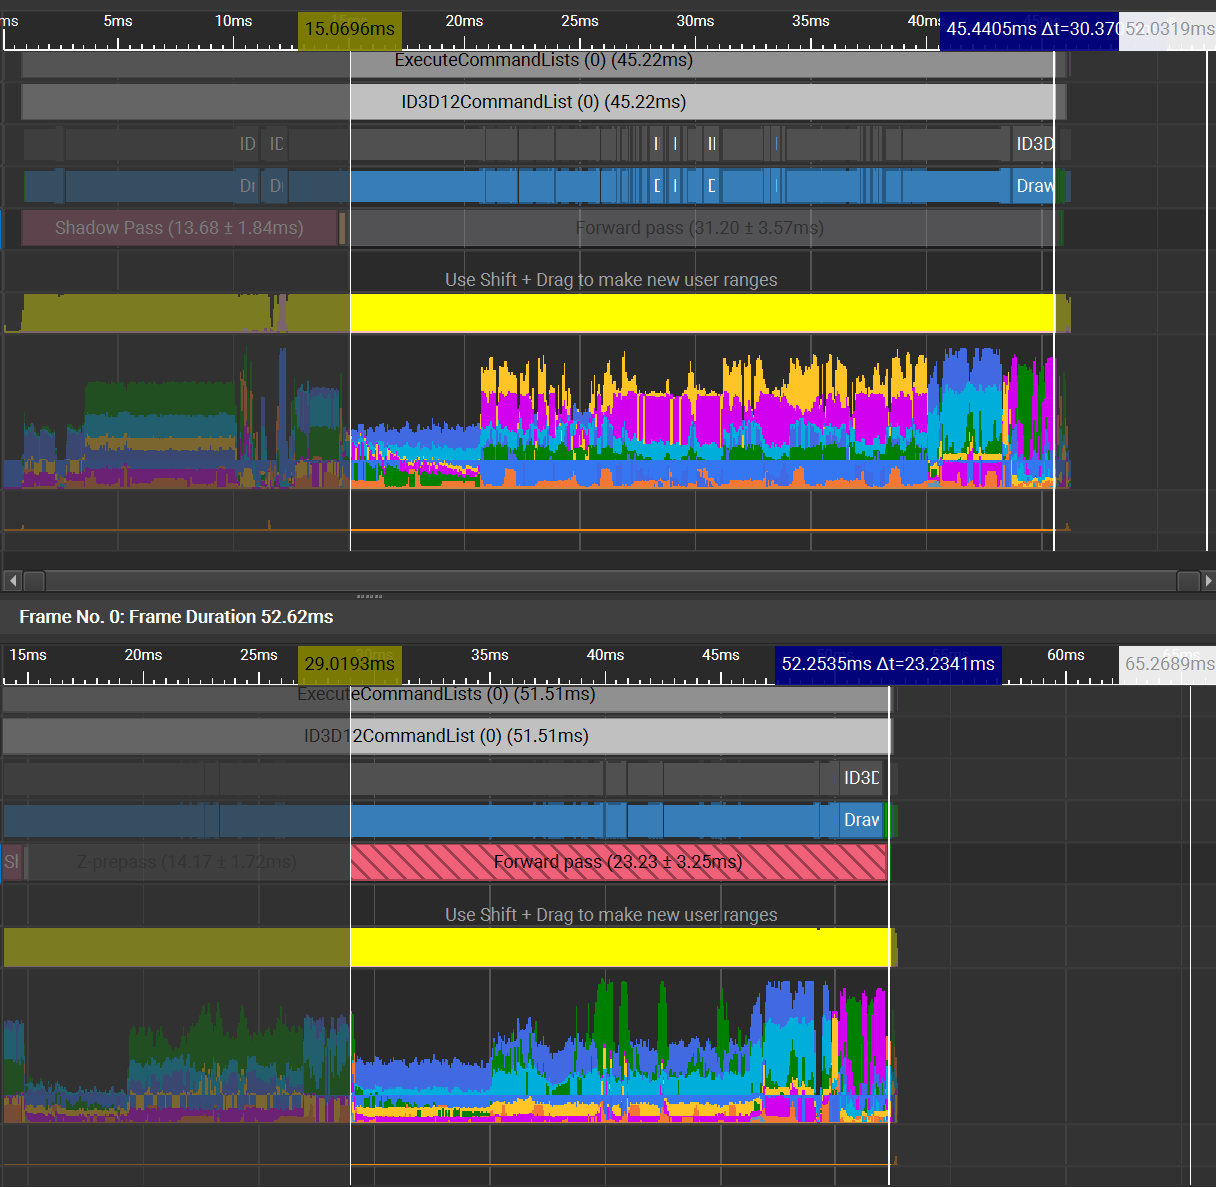 ms 5ms 10ms 15.0696ms 20ms 25ms 30ms 35ms 40ms 45.4405ms Δt=30.370 52.0319ms
ExecuteCommandLists (0) (45.22ms)
ID3D12CommandList (0) (45.22ms)
ID ID I I II ID3D
Dr D D I D I Draw
Shadow Pass (13.68 ± 1.84ms) Forward pass (31.20 ± 3.57ms)
Use Shift + Drag to make new user ranges
Frame No. 0: Frame Duration 52.62ms
15ms 20ms 25ms 29.0193ms 35ms 40ms 45ms 52.2535ms Δt=23.2341ms 60ms 65.2689ms
ExecuteCommandLists (0) (51.51ms)
ID3D12CommandList (0) (51.51ms)
ID3D
Draw
Sl Z-prepass (14.17 ± 1.72ms) Forward pass (23.23 ± 3.25ms)
Use Shift + Drag to make new user ranges